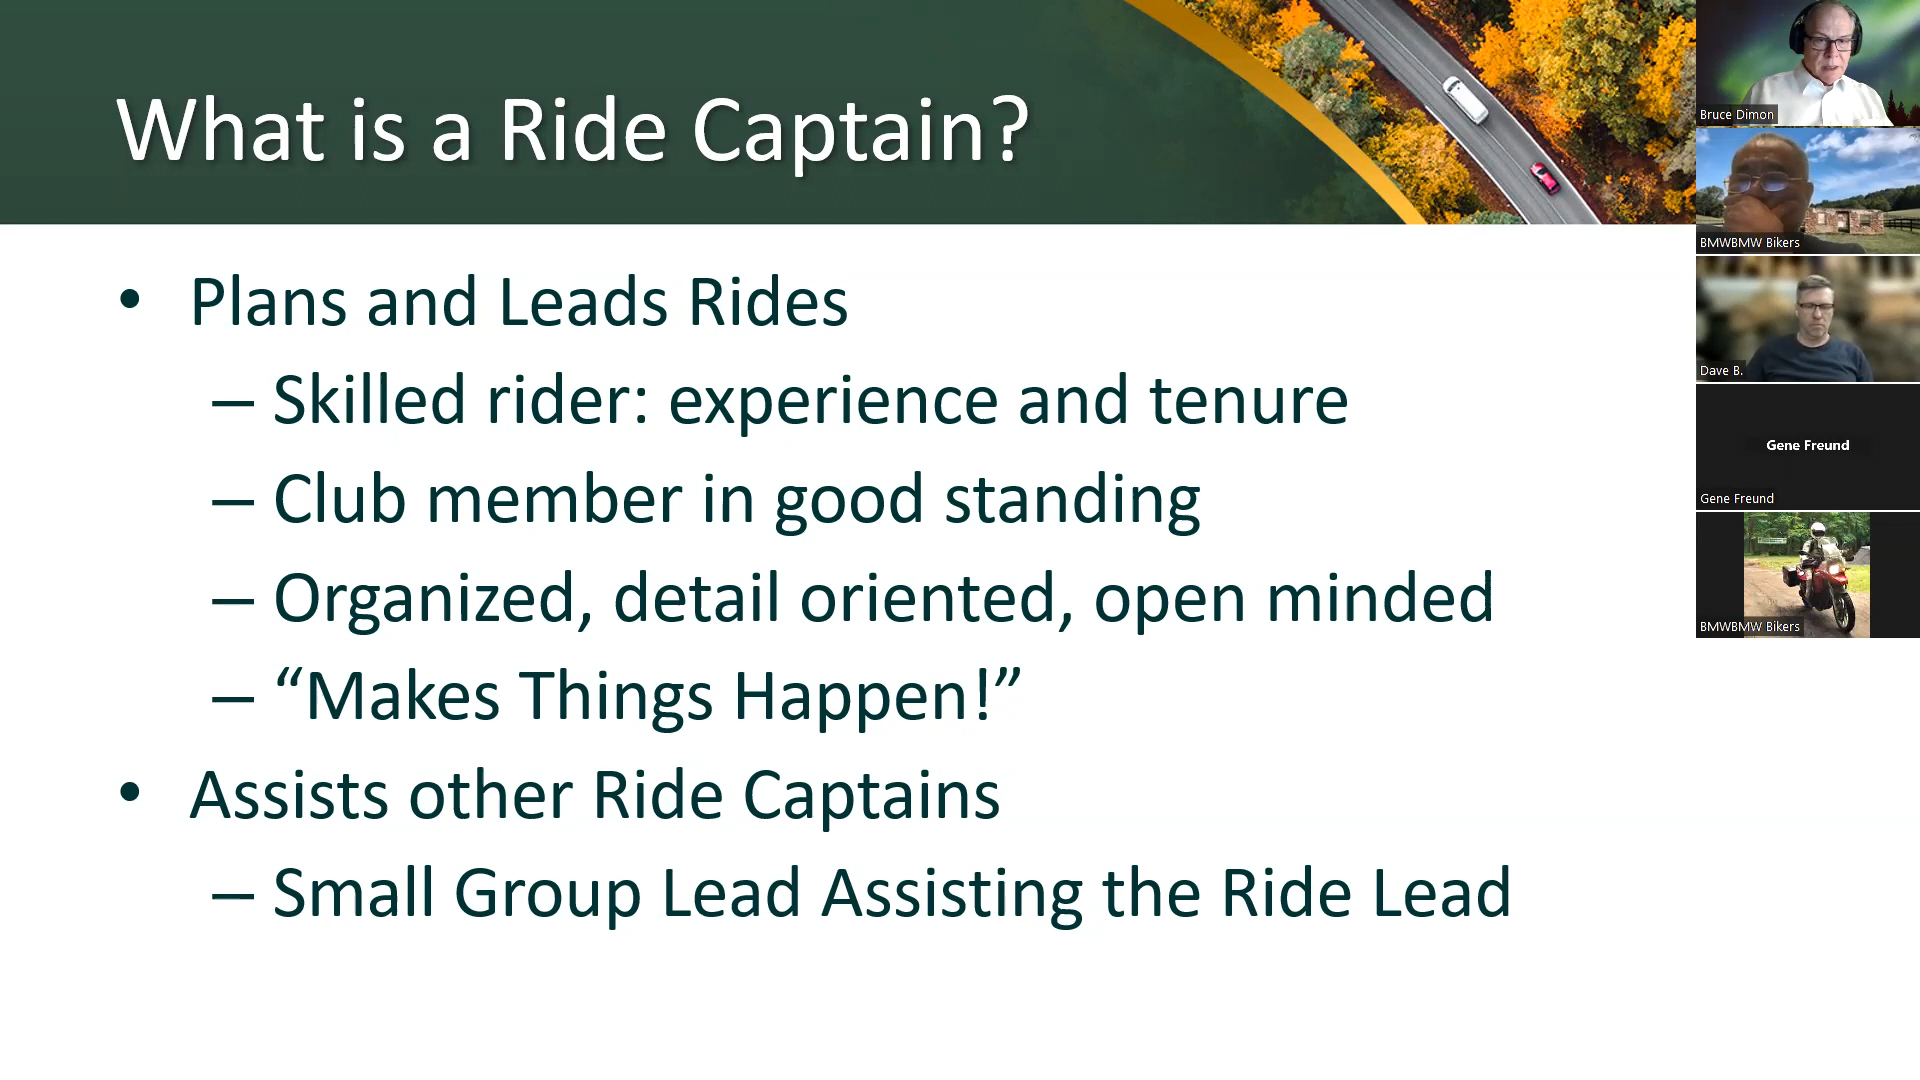 What is a Ride Captain?
• Plans and Leads Rides
– Skilled rider: experience and tenure
– Club member in good standing
– Organized, detail oriented, open minded
– “Makes Things Happen!”
• Assists other Ride Captains
– Small Group Lead Assisting the Ride Lead
Bruce Dimon
BMWBMW Bikers
Dave B.
Gene Freund
Gene Freund
BMWBMW Bikers